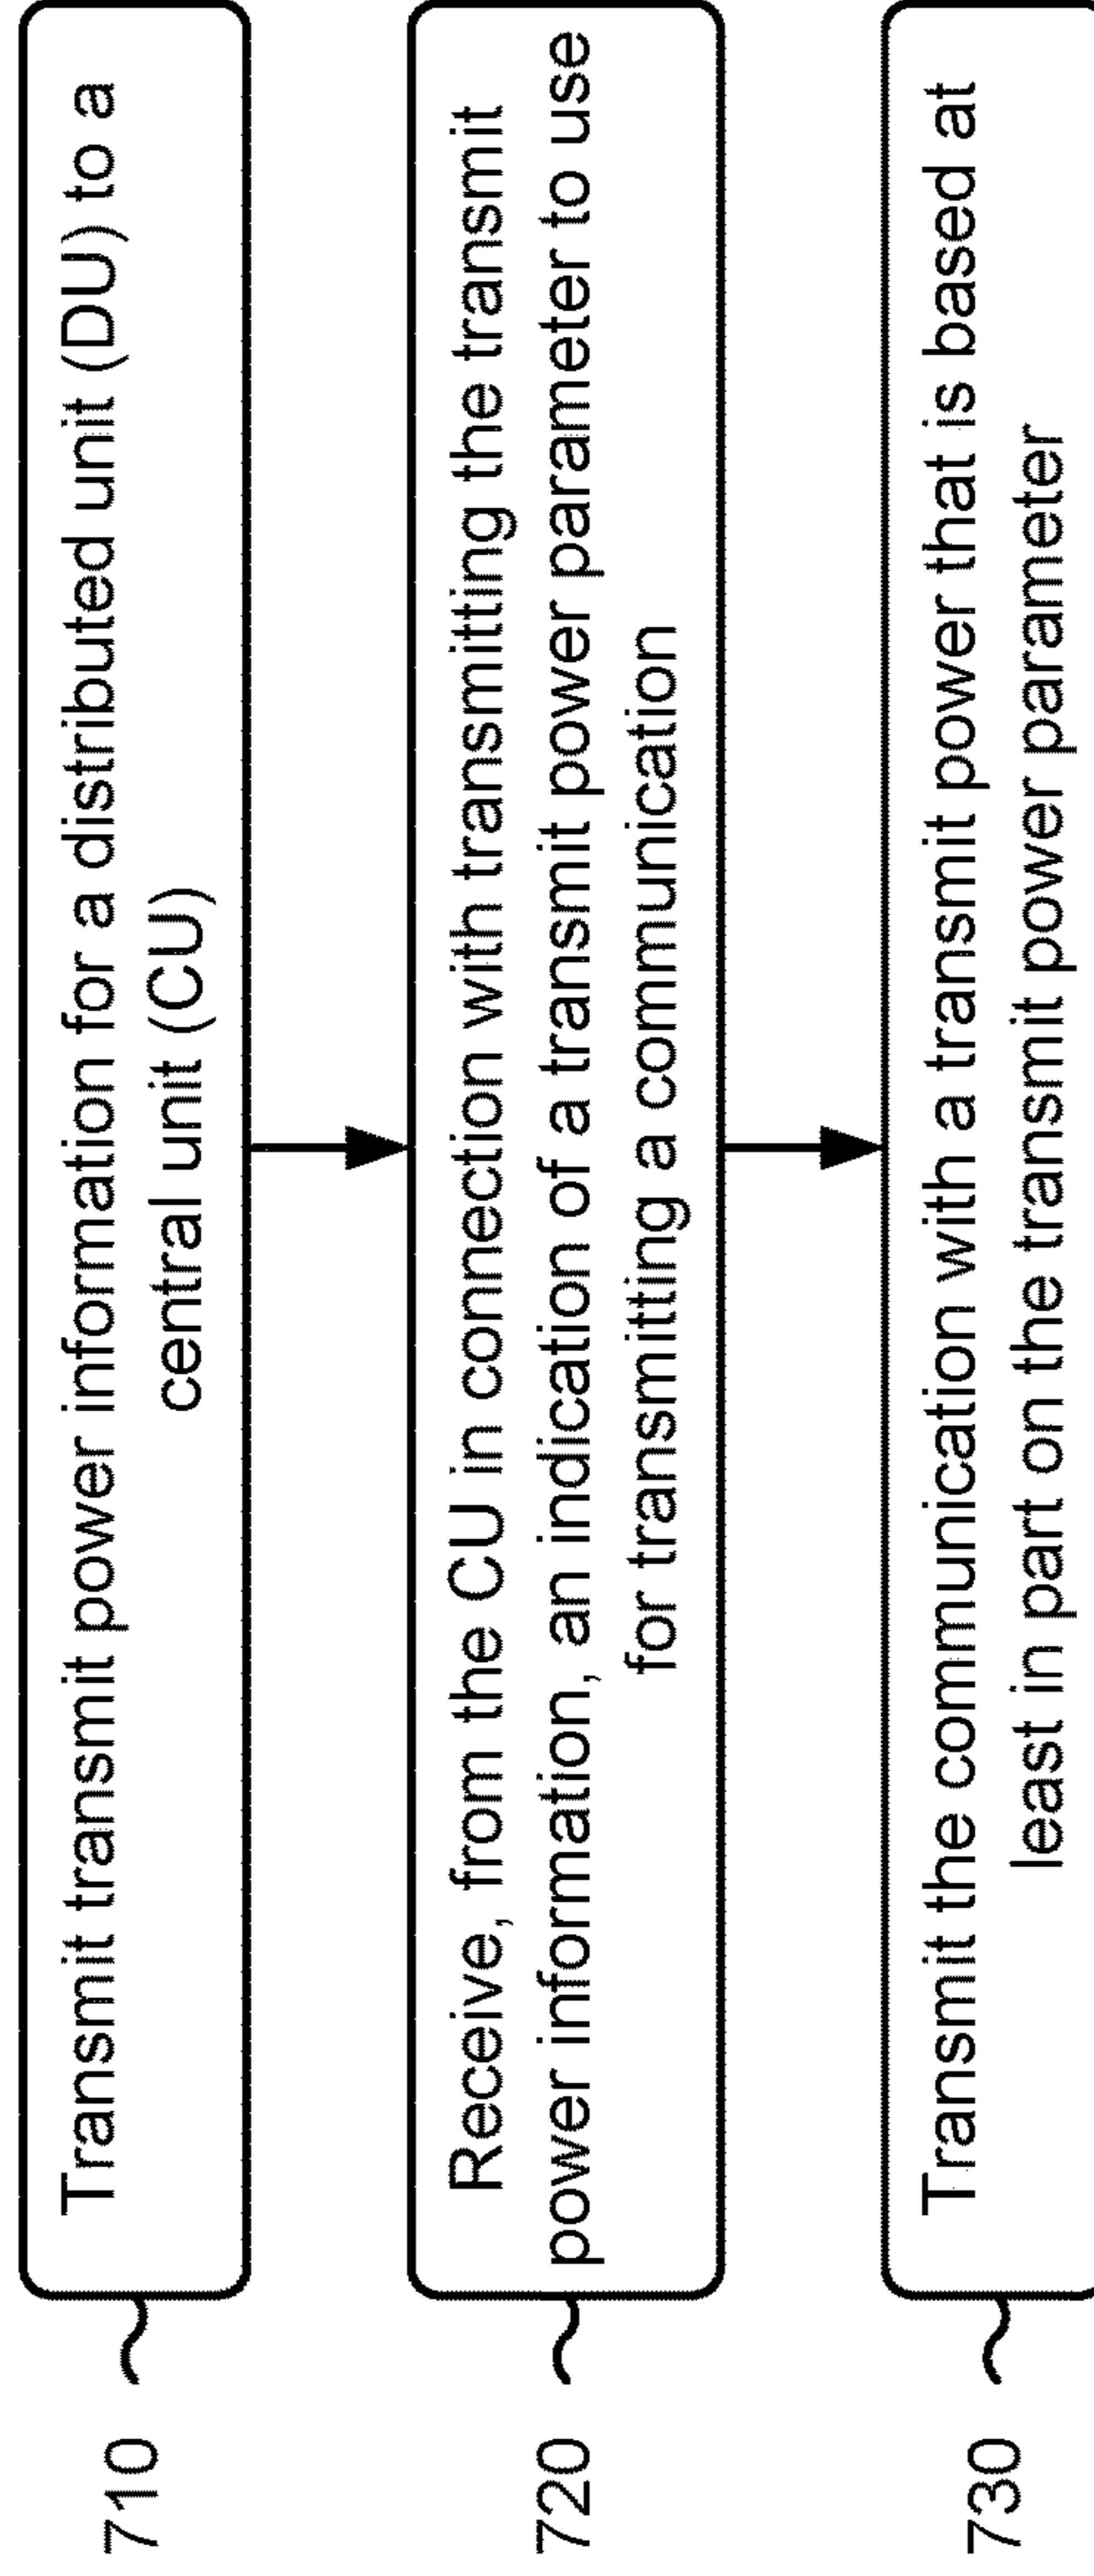 710
Transmit transmit power information for a distributed unit (DU) to a
central unit (CU)
720
Receive, from the CU in connection with transmitting the transmit
power information, an indication of a transmit power parameter to use
for transmitting a communication
730
Transmit the communication with a transmit power that is based at
least in part on the transmit power parameter